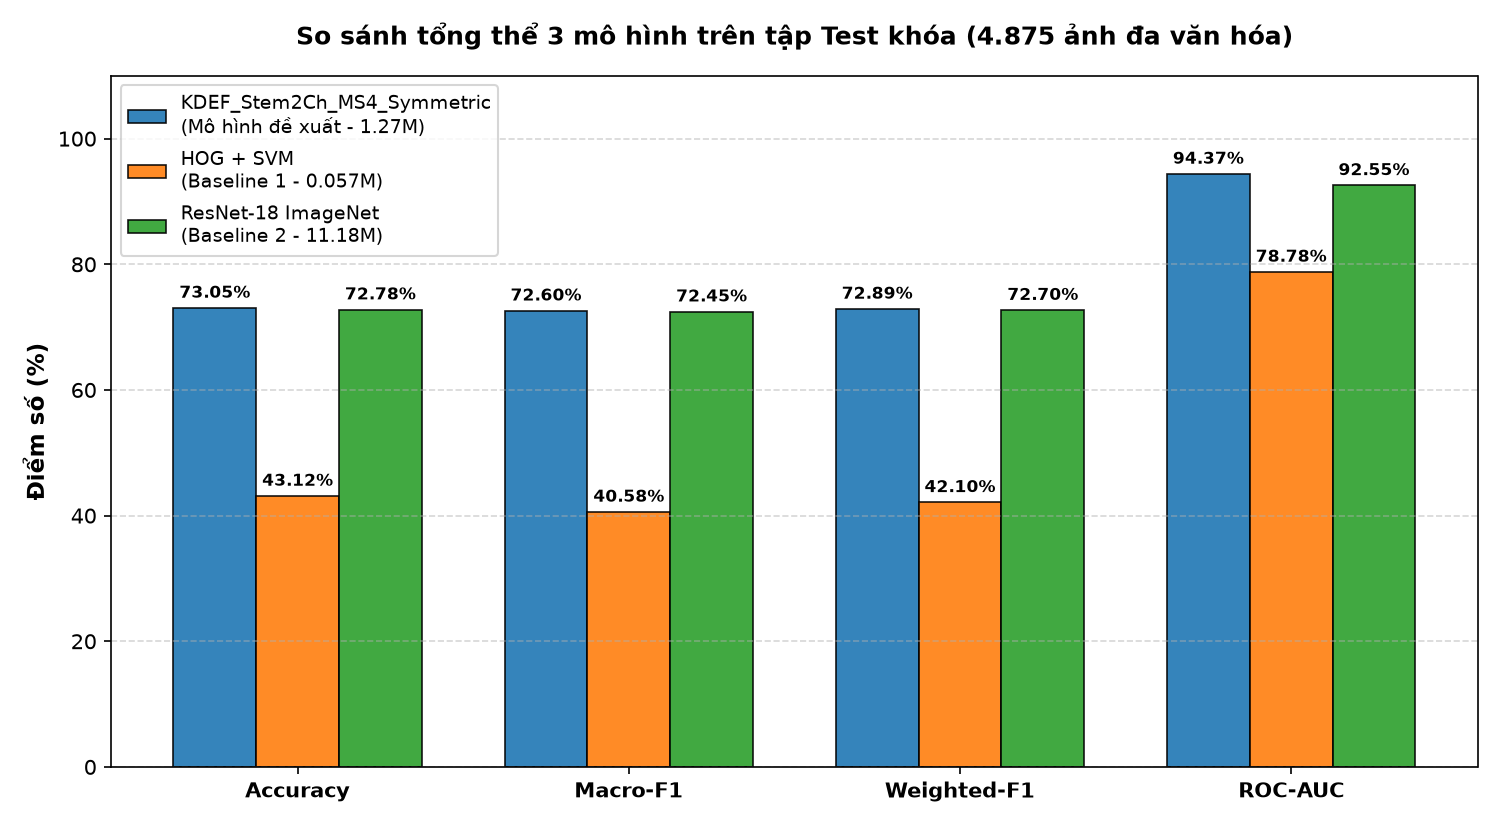 So sánh tổng thể 3 mô hình trên tập Test khóa (4.875 ảnh đa văn hóa)
KDEF_Stem2Ch_MS4_Symmetric
(Mô hình đề xuất - 1.27M)
HOG + SVM
(Baseline 1 - 0.057M)
ResNet-18 ImageNet
(Baseline 2 - 11.18M)
Điểm số (%)
100
80
60
40
20
0
73.05%
43.12%
72.78%
72.60%
40.58%
72.45%
72.89%
42.10%
72.70%
94.37%
78.78%
92.55%
Accuracy
Macro-F1
Weighted-F1
ROC-AUC